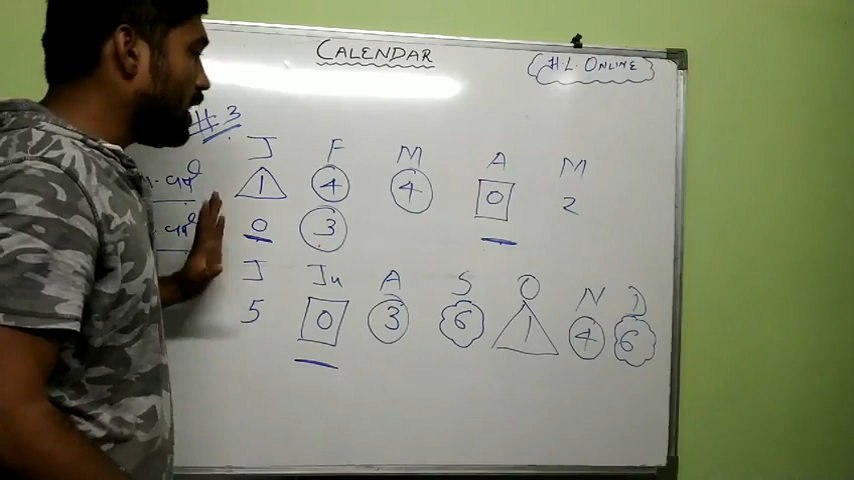 CALENDAR
H.L. ONLINE
# 3
J F M A M
1 4 4 0 2
0 3
J Ju A S O N D
5 0 3 6 1 4 6